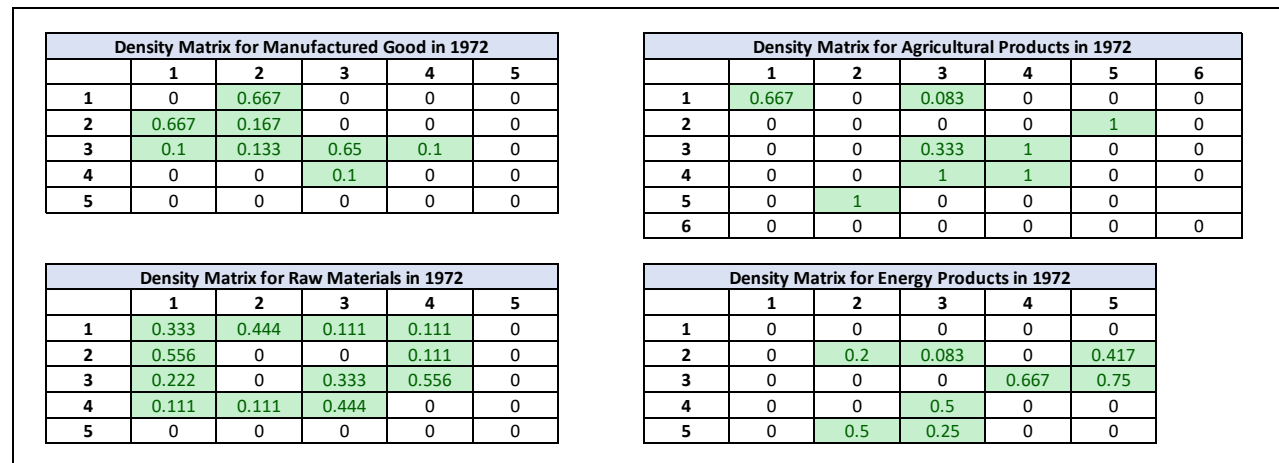 Density Matrix for Manufactured Good in 1972
1 2 3 4 5
1 0 0.667 0 0 0
2 0.667 0.167 0 0 0
3 0.1 0.133 0.65 0.1 0
4 0 0 0.1 0 0
5 0 0 0 0 0
Density Matrix for Agricultural Products in 1972
1 2 3 4 5 6
1 0.667 0 0.083 0 0 0
2 0 0 0 0 1 0
3 0 0 0.333 1 0 0
4 0 0 1 1 0 0
5 0 1 0 0 0
6 0 0 0 0 0 0
Density Matrix for Raw Materials in 1972
1 2 3 4 5
1 0.333 0.444 0.111 0.111 0
2 0.556 0 0 0.111 0
3 0.222 0 0.333 0.556 0
4 0.111 0.111 0.444 0 0
5 0 0 0 0 0
Density Matrix for Energy Products in 1972
1 2 3 4 5
1 0 0 0 0 0
2 0 0.2 0.083 0 0.417
3 0 0 0 0.667 0.75
4 0 0 0.5 0 0
5 0 0.5 0.25 0 0